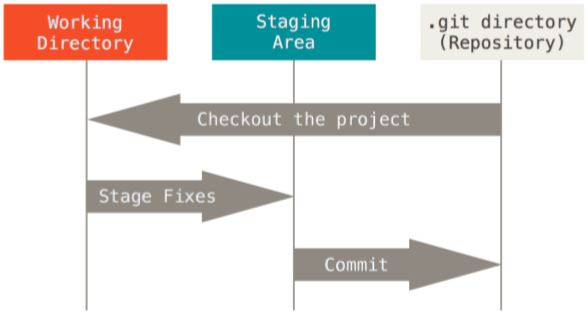 Working
Directory
Staging
Area
.git directory
(Repository)
Checkout the project
Stage Fixes
Commit